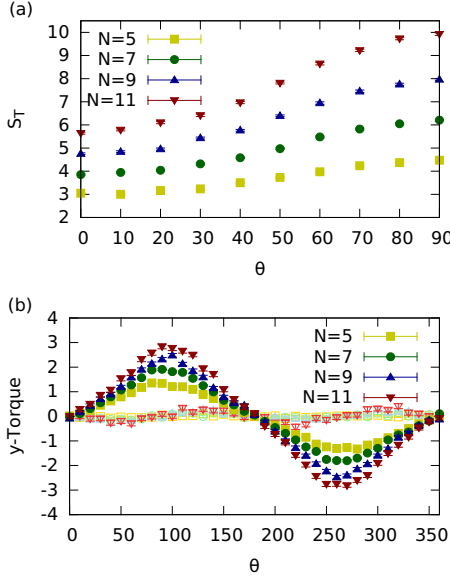 (a)
10
9
8
7
6
5
4
3
2
S_T
N=5
N=7
N=9
N=11
0 10 20 30 40 50 60 70 80 90
θ
(b)
4
3
2
1
0
-1
-2
-3
-4
y-Torque
N=5
N=7
N=9
N=11
0 50 100 150 200 250 300 350
θ